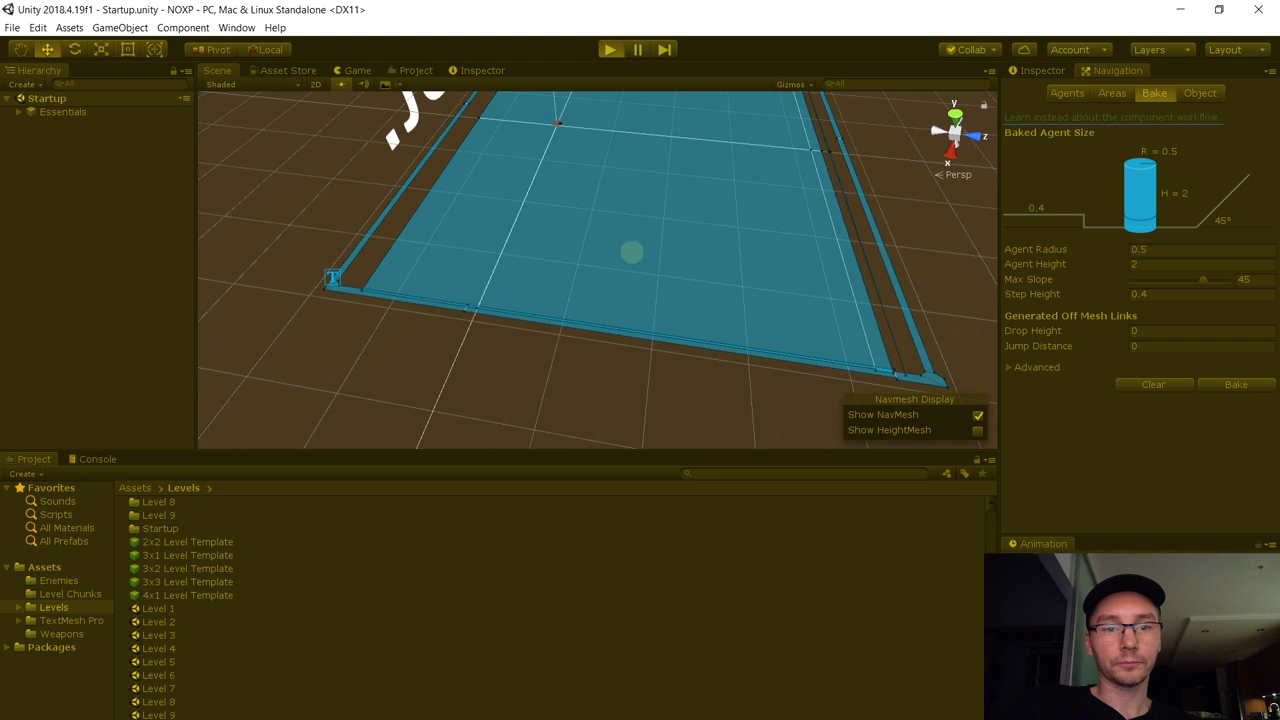 Unity 2018.4.19f1 - Startup.unity - NOXP - PC, Mac & Linux Standalone <DX11>
File Edit Assets GameObject Component Window Help
Pivot Local Collab Account Layers Layout
Hierarchy Scene Asset Store Game Project Inspector Inspector Navigation
Create All Shaded 2D Gizmos All
Startup
Essentials
Agents Areas Bake Object
Learn instead about the component workflow.
Baked Agent Size
R = 0.5
H = 2
0.4
45°
y
z
x
Persp
T
Agent Radius 0.5
Agent Height 2
Max Slope 45
Step Height 0.4
Generated Off Mesh Links
Drop Height 0
Jump Distance 0
Advanced
Clear Bake
Navmesh Display
Show NavMesh
Show HeightMesh
Project Console
Create
Favorites
Sounds
Scripts
All Materials
All Prefabs
Assets
Enemies
Level Chunks
Levels
TextMesh Pro
Weapons
Packages
Assets Levels
Level 8
Level 9
Startup
2x2 Level Template
3x1 Level Template
3x2 Level Template
3x3 Level Template
4x1 Level Template
Level 1
Level 2
Level 3
Level 4
Level 5
Level 6
Level 7
Level 8
Level 9
Animation